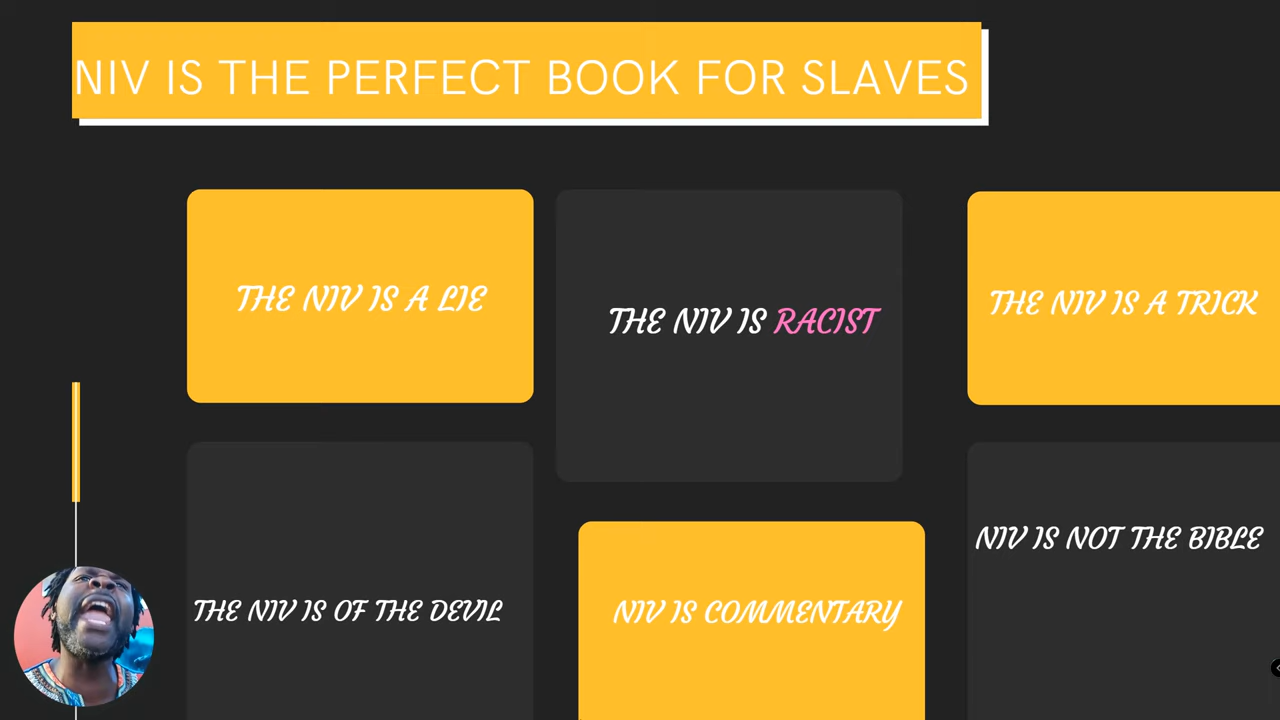 NIV IS THE PERFECT BOOK FOR SLAVES
THE NIV IS A LIE
THE NIV IS RACIST
THE NIV IS A TRICK
THE NIV IS OF THE DEVIL
NIV IS COMMENTARY
NIV IS NOT THE BIBLE